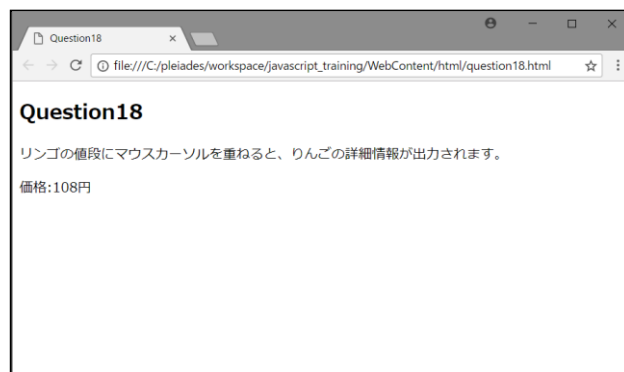 Question18
file:///C:/pleiades/workspace/javascript_training/WebContent/html/question18.html
Question18
リンゴの値段にマウスカーソルを重ねると、りんごの詳細情報が出力されます。
価格:108円